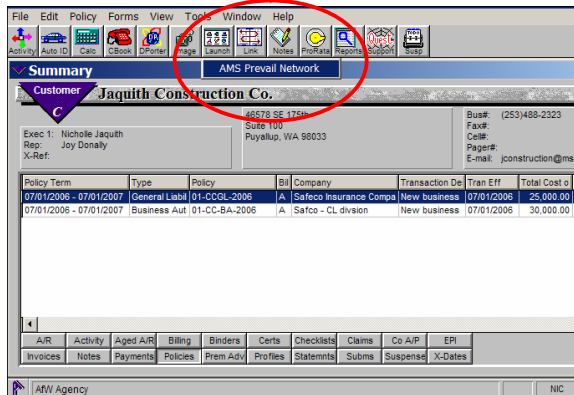 File Edit Policy Forms View Tools Window Help
Activity Auto ID Calc CBook DPorter Image Launch Link Notes ProRata Reports Support Susp
AMS Prevail Network
Summary
Customer
C
Jaquith Construction Co.
46578 SE 175th
Suite 100
Puyallup, WA 98033
Exec 1: Nicholle Jaquith
Rep: Joy Donally
X-Ref:
Bus#: (253)488-2323
Fax#:
Cell#:
Pager#:
E-mail: jconstruction@ms
Policy Term Type Policy Bil Company Transaction De Tran Eff Total Cost o
07/01/2006 - 07/01/2007 General Liabil 01-CCGL-2006 A Safeco Insurance Compa New business 07/01/2006 25,000.00
07/01/2006 - 07/01/2007 Business Aut 01-CC-BA-2006 A Safco - CL divsion New business 07/01/2006 30,000.00
A/R Activity Aged A/R Billing Binders Certs Checklists Claims Co A/P EPI
Invoices Notes Payments Policies Prem Adv Profiles Statemnts Subms Suspense X-Dates
AfW Agency NIC